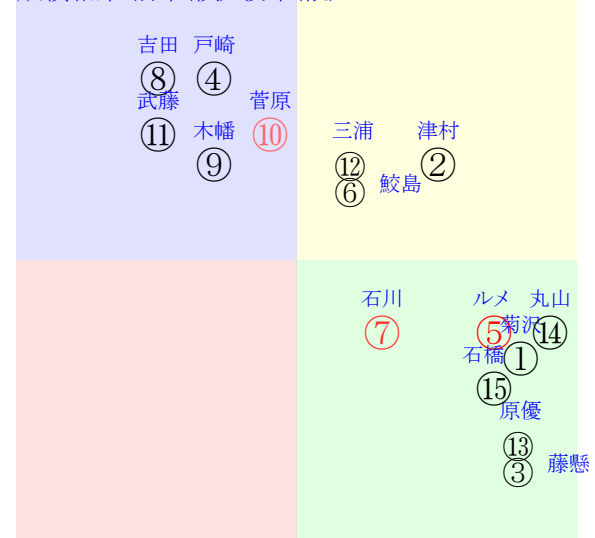 吉田 戸崎
⑧ ④
武藤 菅原
⑪ 木幡 ⑩
⑨
三浦 津村
⑫ ②
⑥ 鮫島
石川 ルメ 丸山
⑦ ⑤ 菊沢 ⑭
石橋 ①
⑮
原優
⑬
③ 藤懸